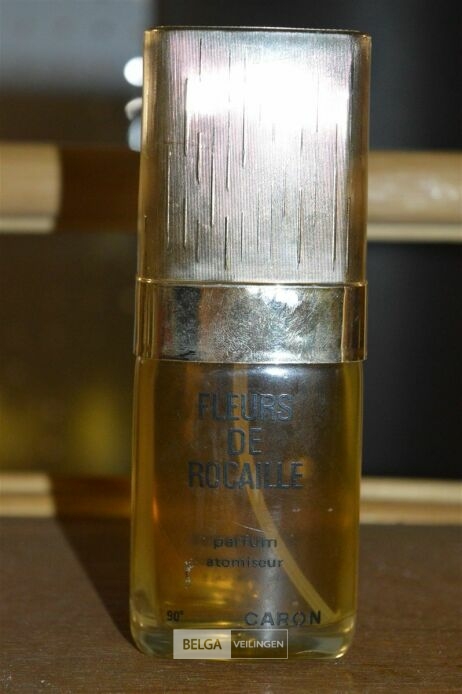 FLEURS
DE
ROCAILLE
parfum
atomiseur
90° CARON
BELGA VEILINGEN